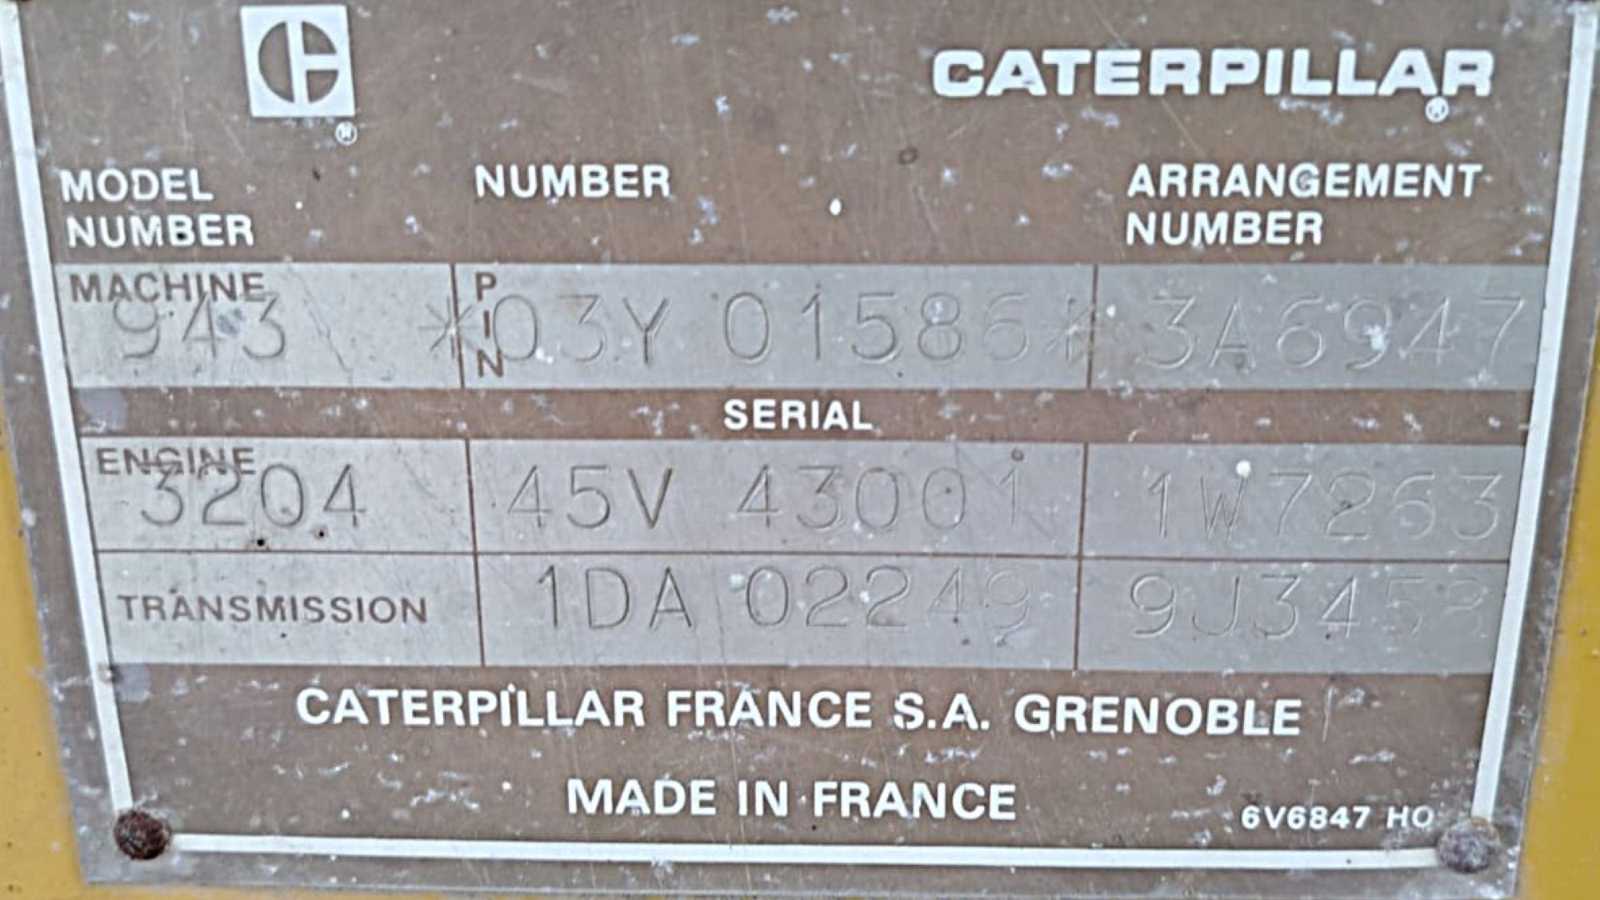 CATERPILLAR®
MODEL NUMBER
NUMBER
ARRANGEMENT NUMBER
MACHINE 943 PIN *03Y 01586* 3A6947
SERIAL
ENGINE 3204 45V 43001 1W7263
TRANSMISSION 1DA 02249
CATERPILLAR FRANCE S.A. GRENOBLE
MADE IN FRANCE
6V6847 HO